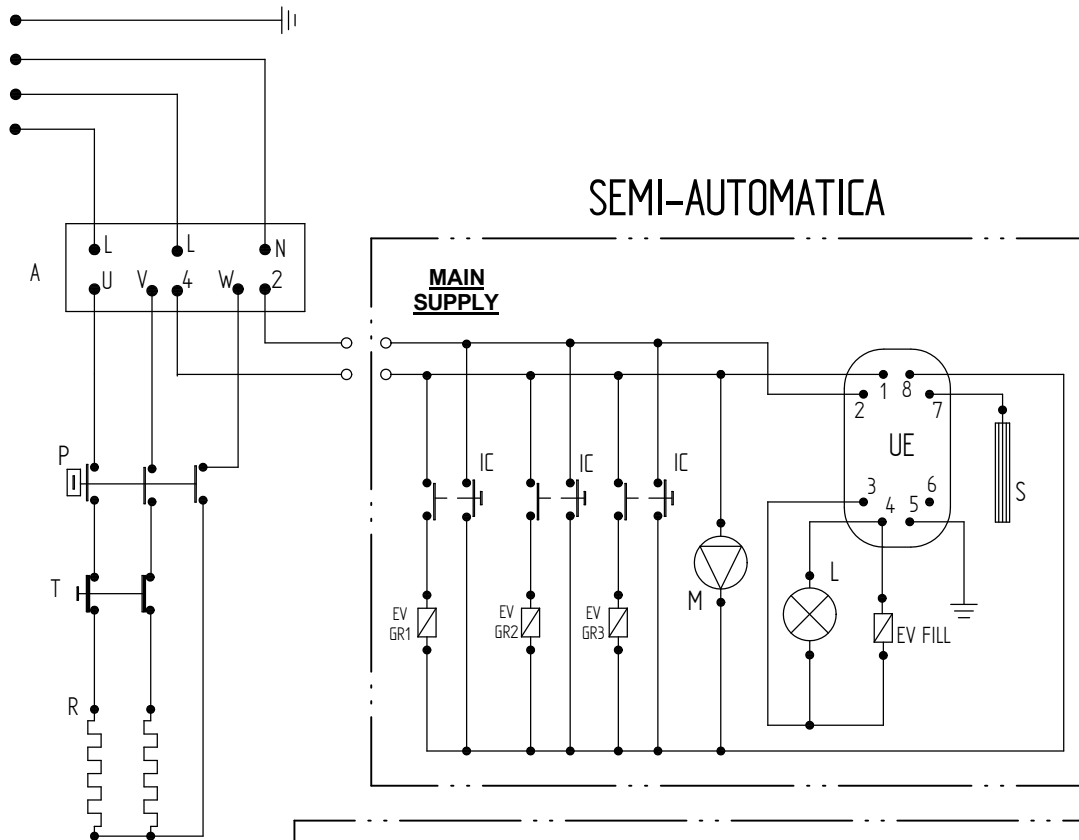 SEMI-AUTOMATICA
L L N
A
U V 4 W 2
MAIN
SUPPLY
1 8
2 7
UE
P
IC IC IC
3 6
S
4 5
T
L
M
EV
GR1
EV
GR2
EV
GR3
EV FILL
R